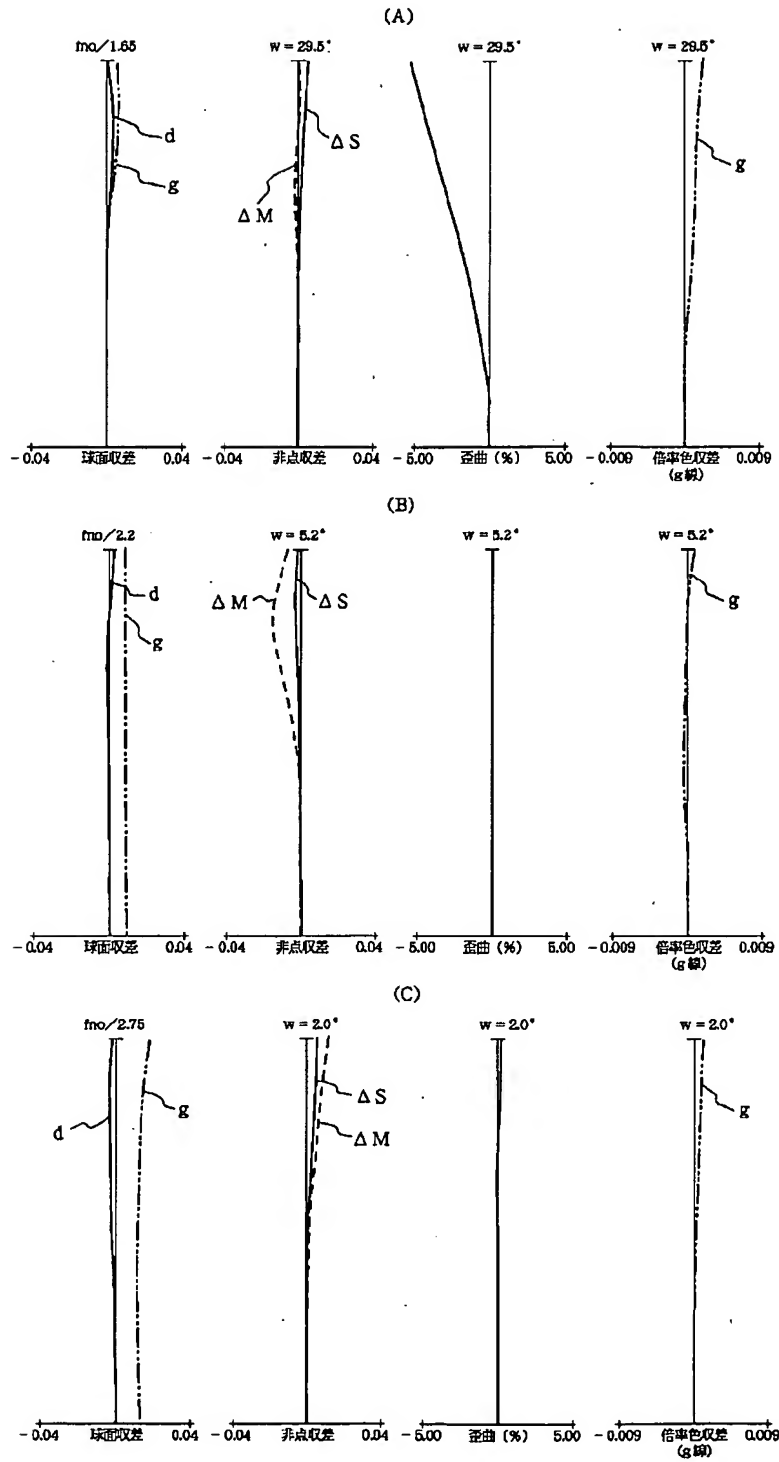 (A)
fno/1.65
w = 29.5°
w = 29.5°
w = 29.5°
d
g
ΔS
ΔM
g
-0.04 球面収差 0.04
-0.04 非点収差 0.04
-5.00 歪曲 (%) 5.00
-0.009 倍率色収差 0.009
(g線)
(B)
fno/2.2
w = 5.2°
w = 5.2°
w = 5.2°
d
g
ΔM
ΔS
g
-0.04 球面収差 0.04
-0.04 非点収差 0.04
-5.00 歪曲 (%) 5.00
-0.009 倍率色収差 0.009
(g線)
(C)
fno/2.75
w = 2.0°
w = 2.0°
w = 2.0°
d
g
ΔS
ΔM
g
-0.04 球面収差 0.04
-0.04 非点収差 0.04
-5.00 歪曲 (%) 5.00
-0.009 倍率色収差 0.009
(g線)